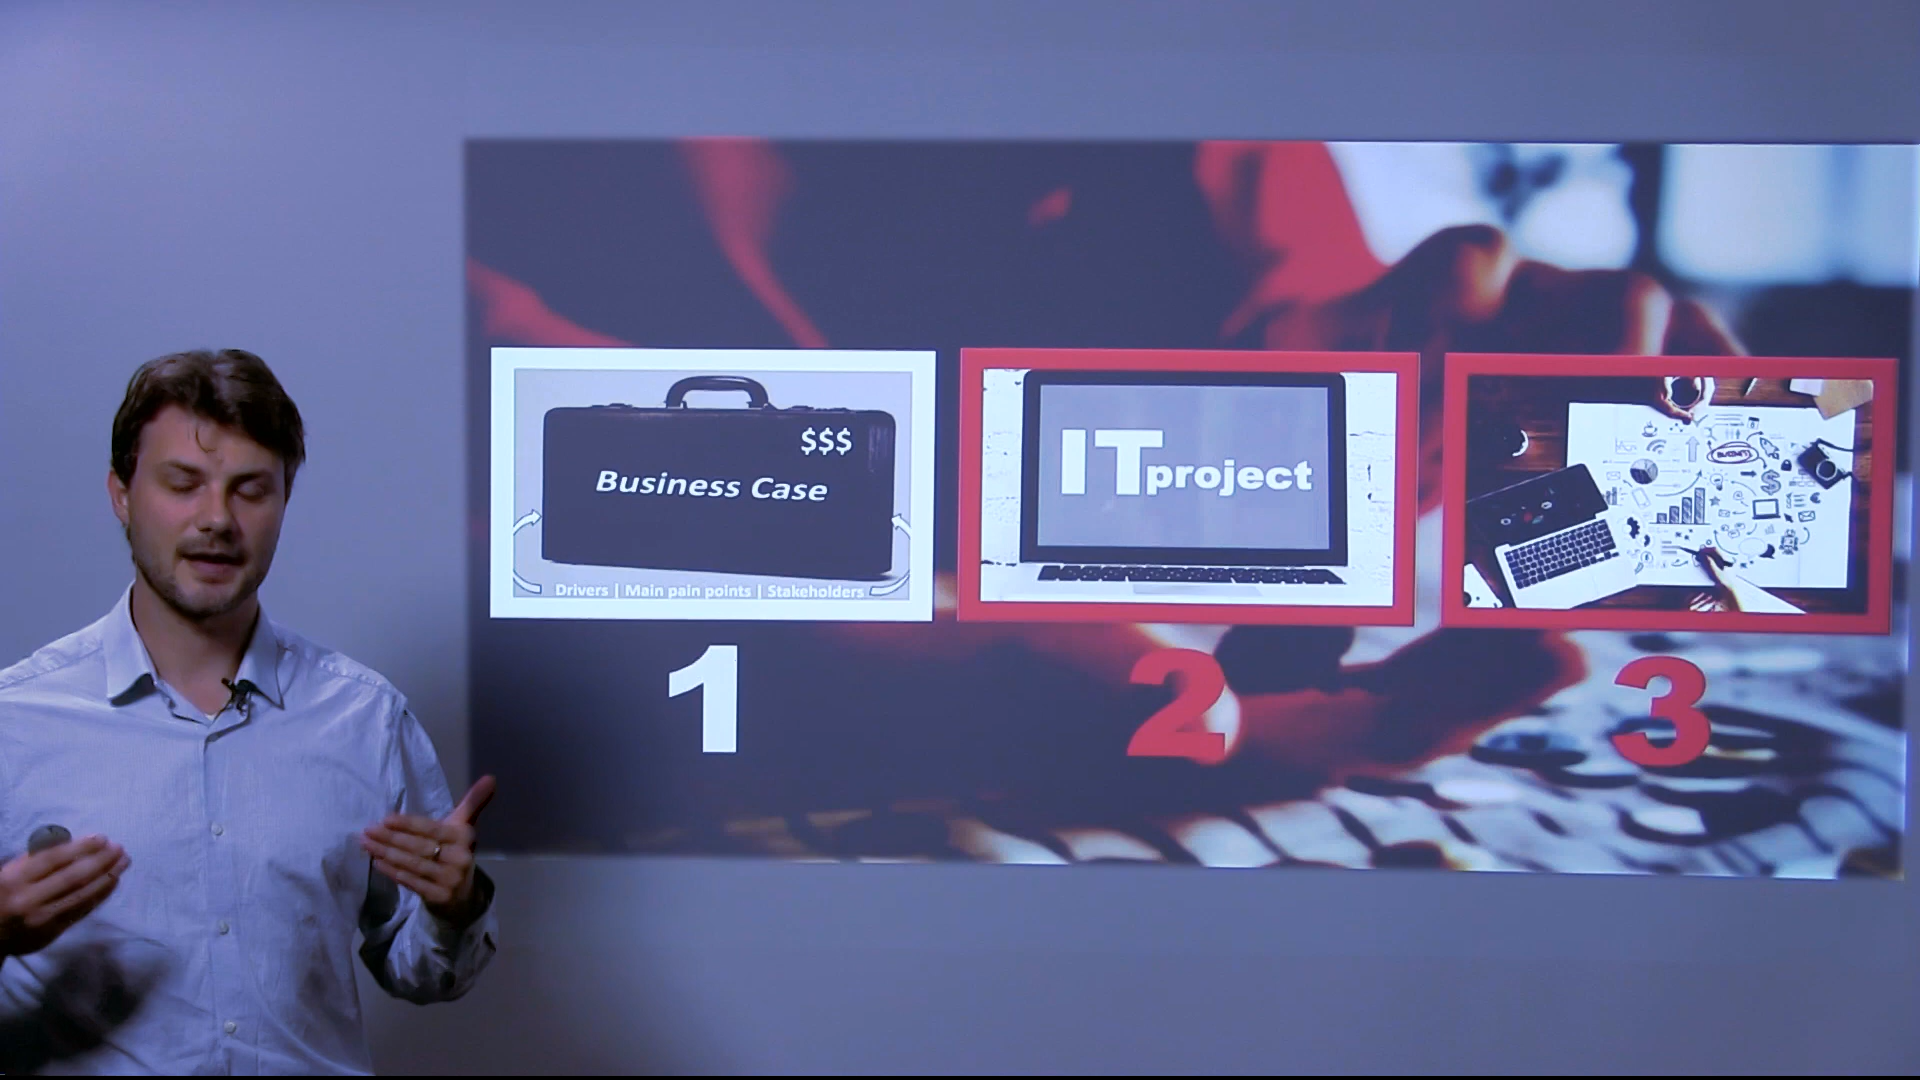 $$$
Business Case
Drivers | Main pain points | Stakeholders
IT project
1
2
3